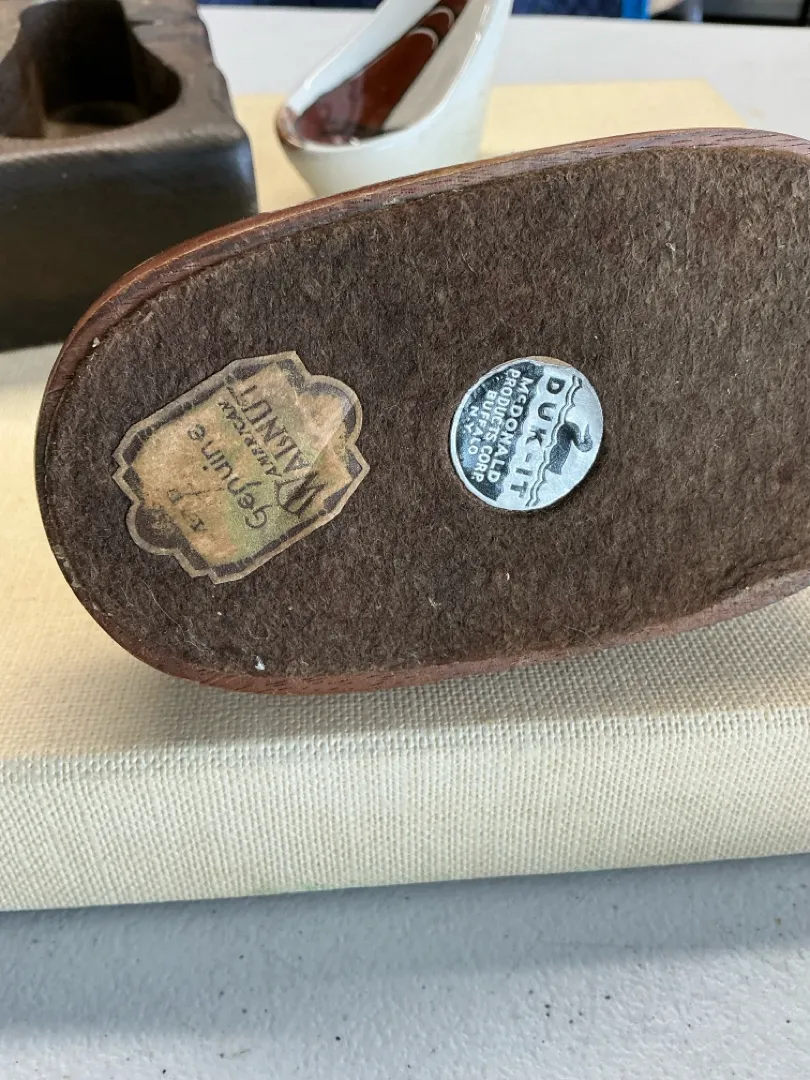 Genuine
AMERICAN
WALNUT
DUK-IT
MCDONALD
PRODUCTS CORP.
BUFFALO
N.Y.